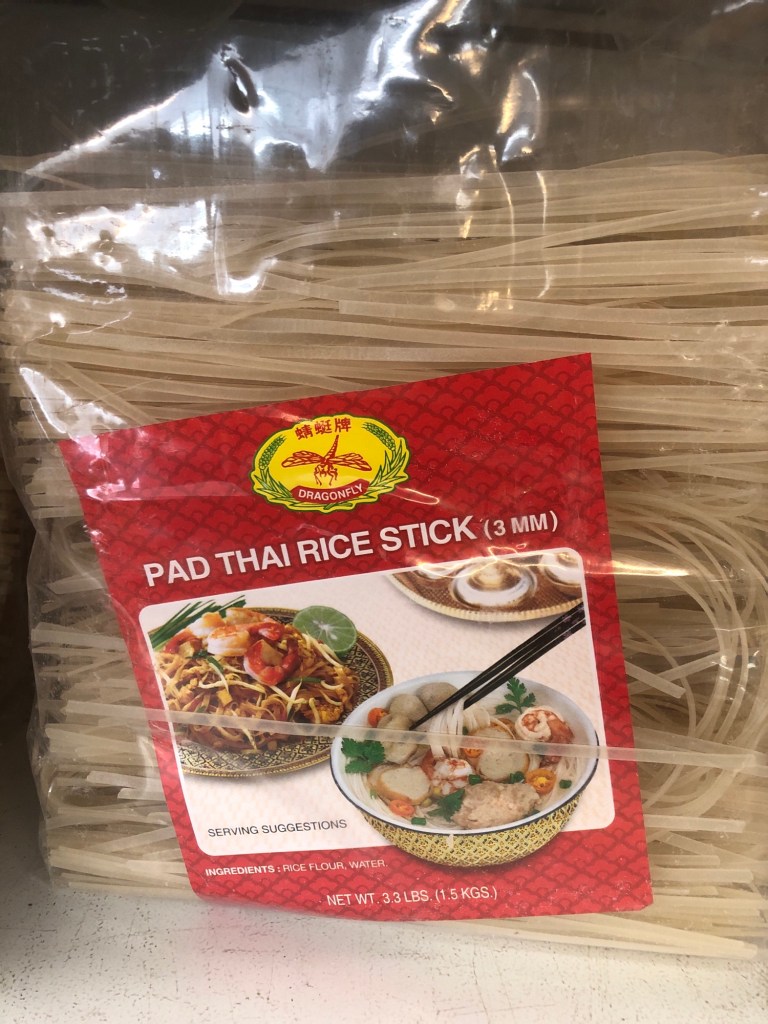 蜻蜓牌
DRAGONFLY
PAD THAI RICE STICK (3 MM)
SERVING SUGGESTIONS
INGREDIENTS : RICE FLOUR, WATER.
NET WT. 3.3 LBS. (1.5 KGS.)